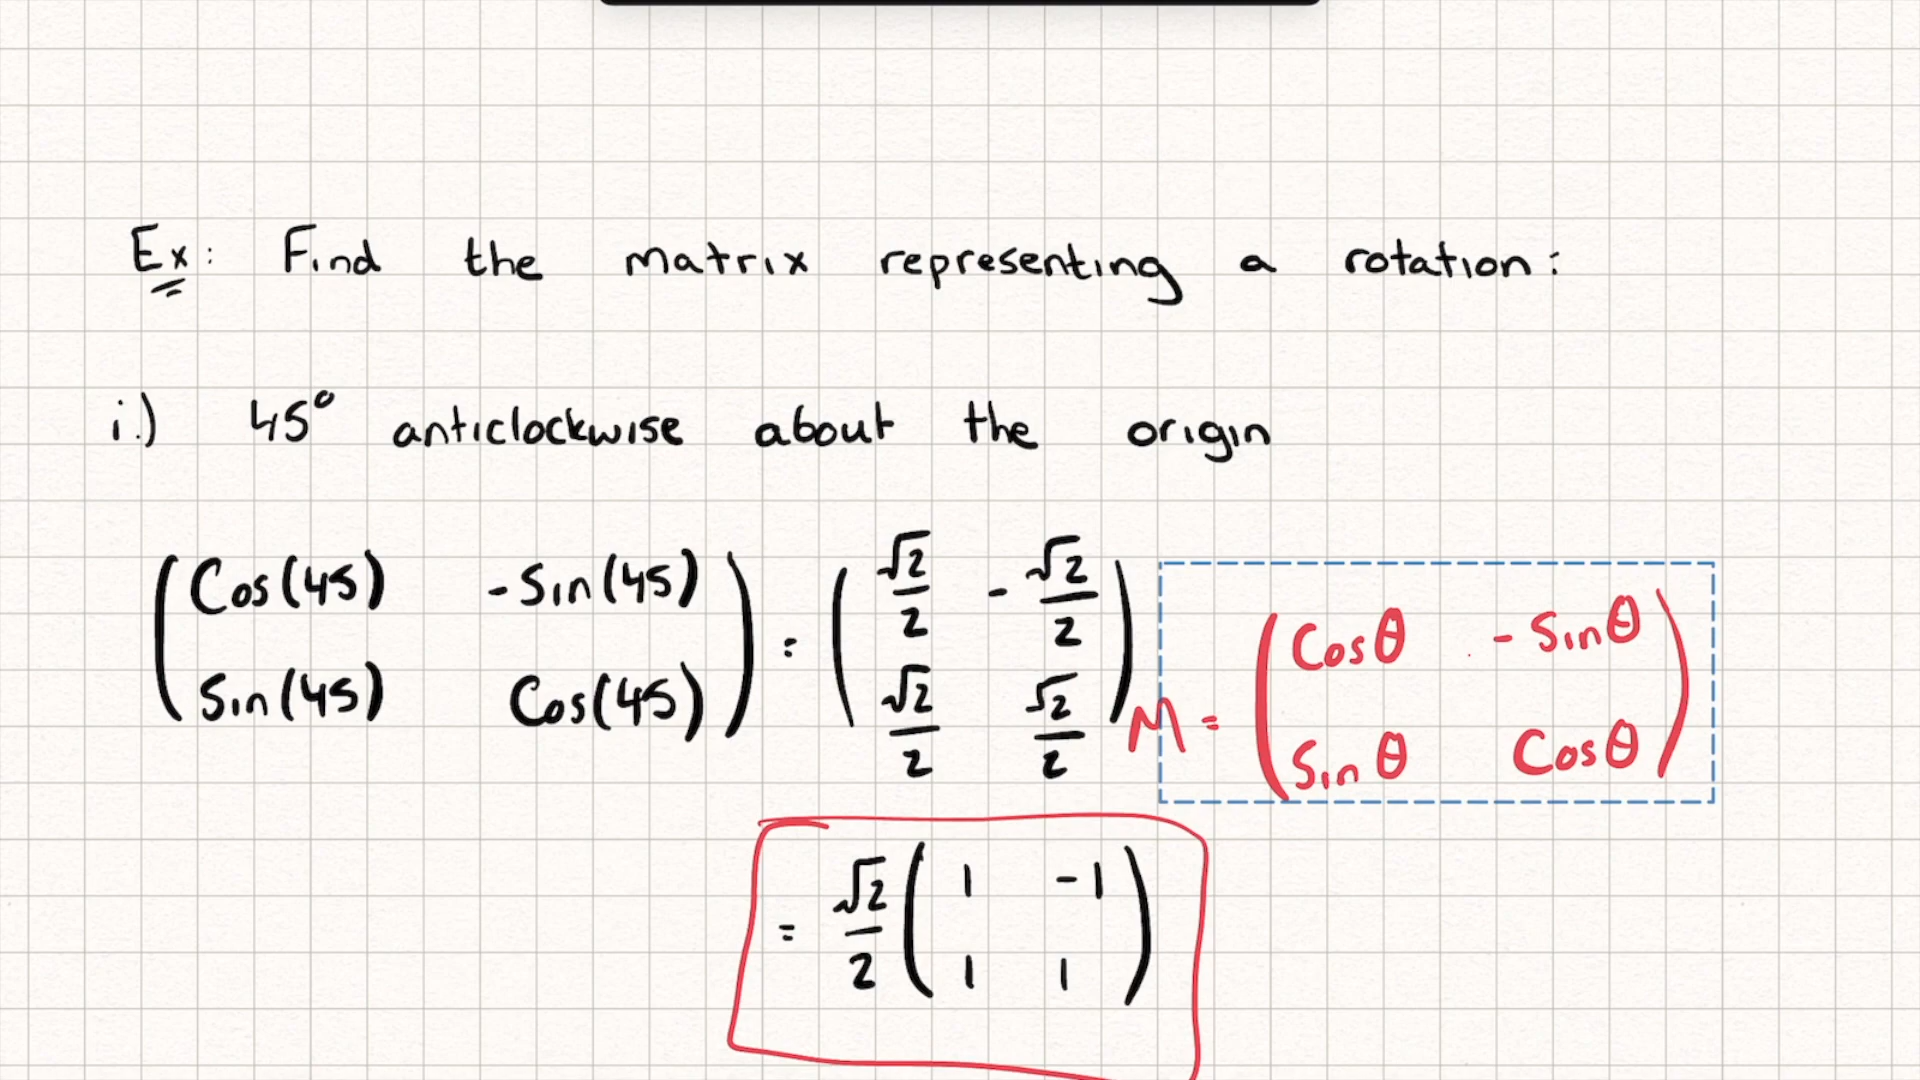 Ex: Find the matrix representing a rotation:
i.) 45° anticlockwise about the origin
( Cos(45) -Sin(45) ) = ( √2/2 - √2/2 )
( Sin(45) Cos(45) ) ( √2/2 √2/2 )
M = ( Cosθ - Sinθ )
( Sinθ Cosθ )
= √2/2 ( 1 -1 )
( 1 1 )